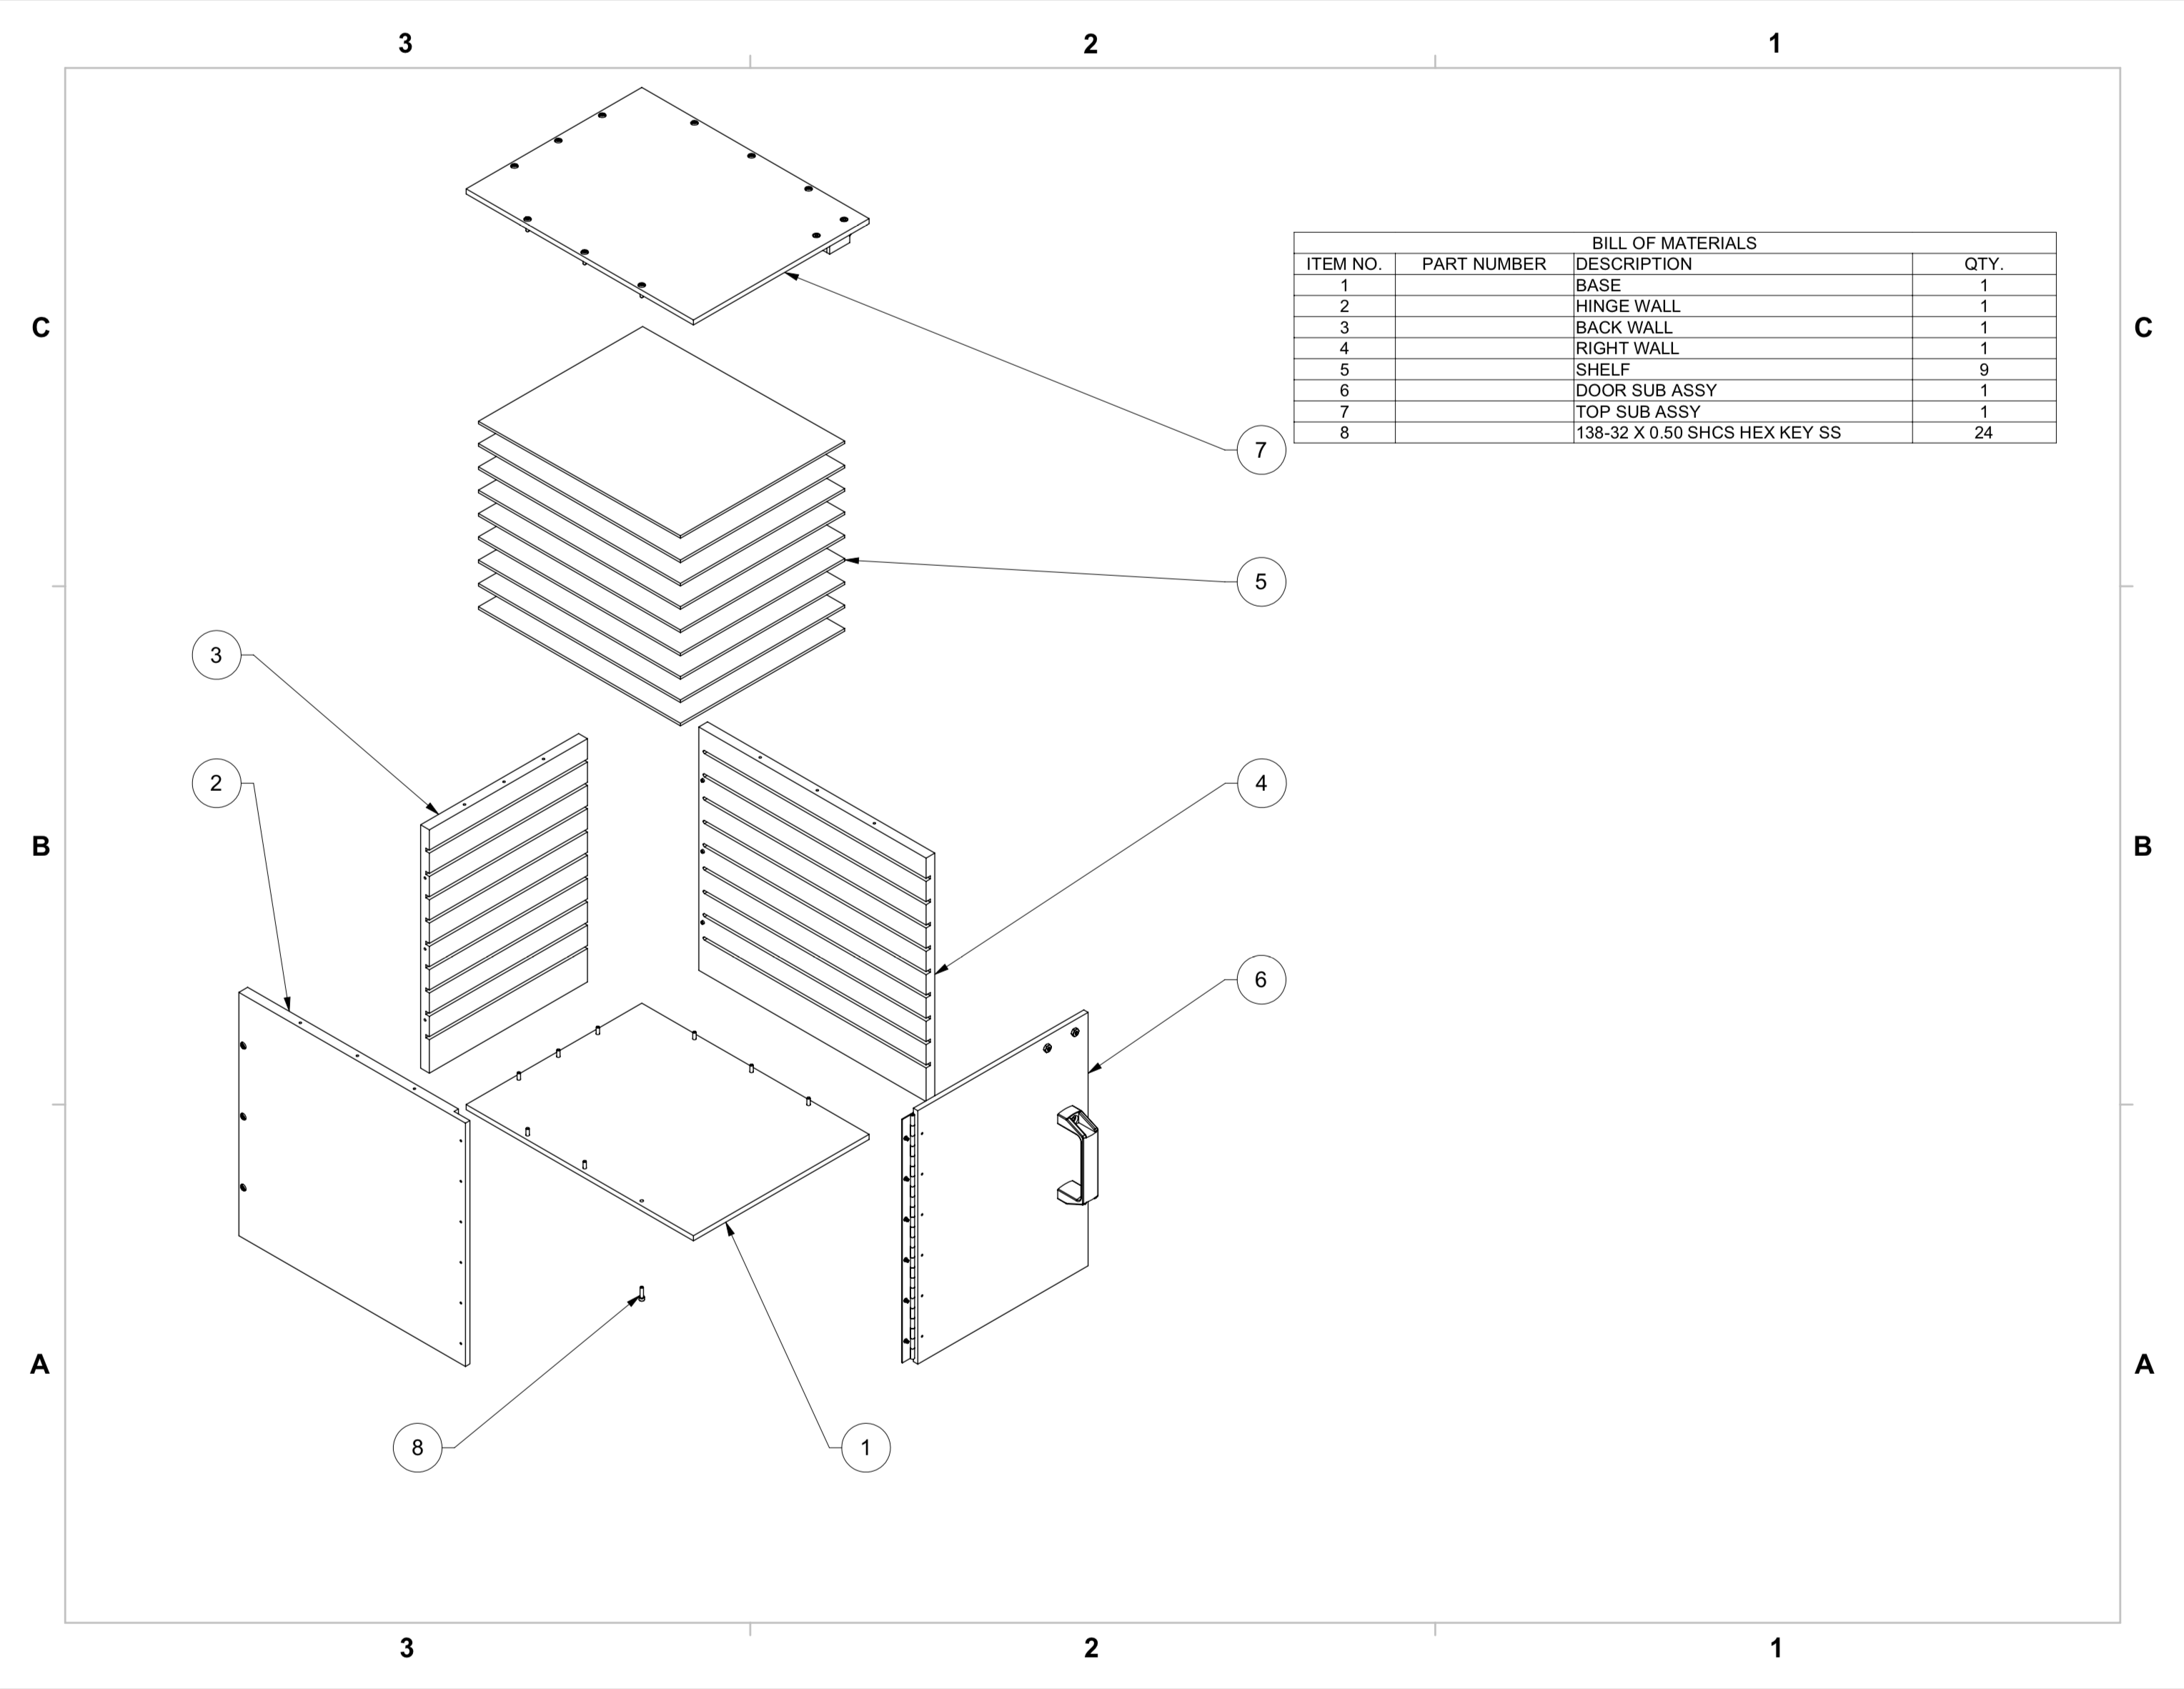 3 2 1
BILL OF MATERIALS
ITEM NO. PART NUMBER DESCRIPTION QTY.
1 BASE 1
2 HINGE WALL 1
C C
3 BACK WALL 1
4 RIGHT WALL 1
5 SHELF 9
6 DOOR SUB ASSY 1
7 TOP SUB ASSY 1
8 138-32 X 0.50 SHCS HEX KEY SS 24
7
5
3
2 4
B B
6
A A
8 1
3 2 1